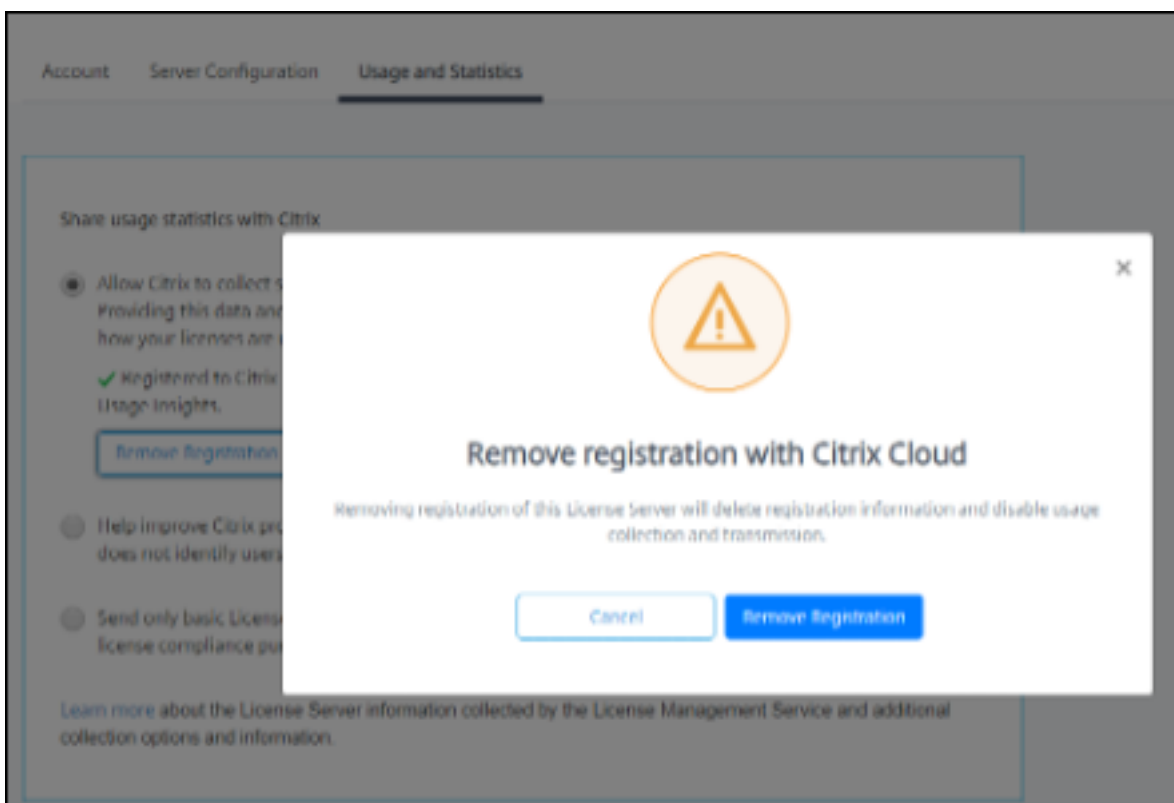 Account Server Configuration Usage and Statistics
Share usage statistics with Citrix
Allow Citrix to collect s
Providing this data and
how your licenses are
Registered to Citrix
Usage Insights.
Remove Registration
Help improve Citrix pro
does not identify users
Send only basic Licens
license compliance pu
Remove registration with Citrix Cloud
Removing registration of this License Server will delete registration information and disable usage
collection and transmission.
Cancel Remove Registration
Learn more about the License Server information collected by the License Management Service and additional
collection options and information.